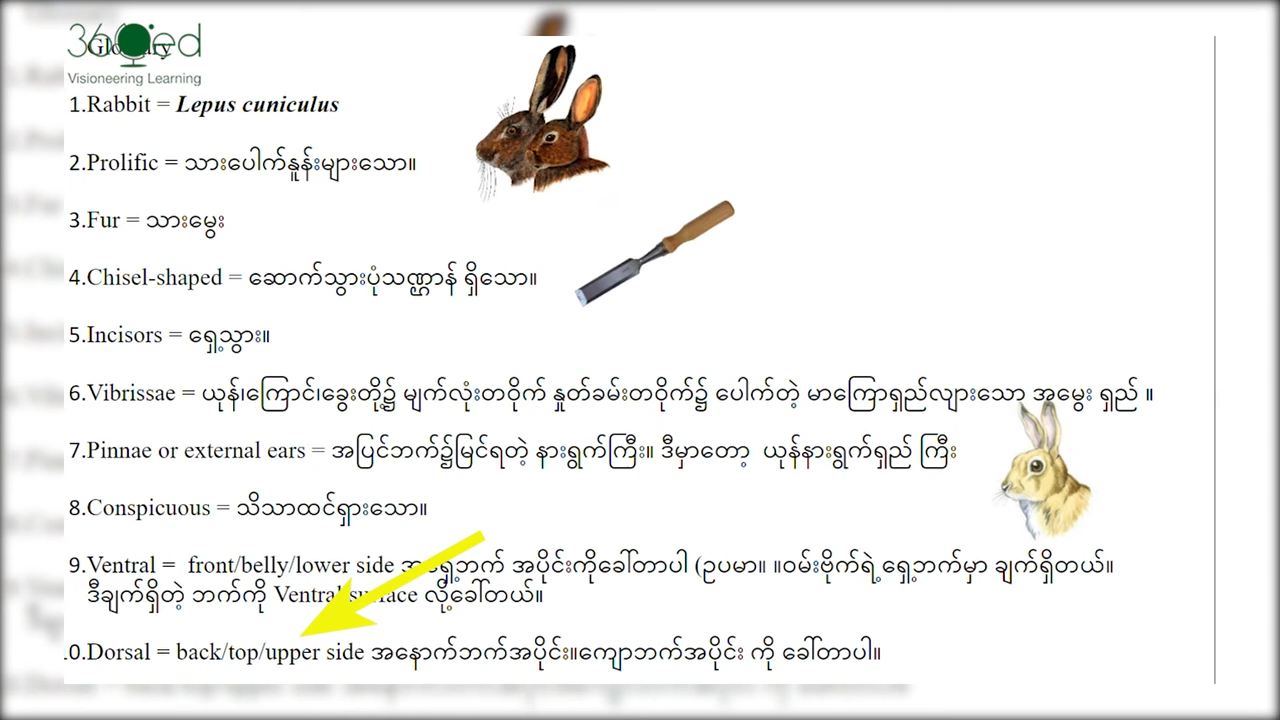 360ied
Visioneering Learning
Glossary
1.Rabbit = Lepus cuniculus
2.Prolific = သားပေါက်နှုန်းများသော။
3.Fur = သားမွေး
4.Chisel-shaped = ဆောက်သွားပုံသဏ္ဌာန် ရှိသော။
5.Incisors = ရှေ့သွား။
6.Vibrissae = ယုန်၊ကြောင်၊ခွေးတို့၌ မျက်လုံးတဝိုက် နှုတ်ခမ်းတဝိုက်၌ ပေါက်တဲ့ မာကြောရှည်လျားသော အမွေး ရှည် ။
7.Pinnae or external ears = အပြင်ဘက်၌မြင်ရတဲ့ နားရွက်ကြီး။ ဒီမှာတော့ ယုန်နားရွက်ရှည် ကြီး
8.Conspicuous = သိသာထင်ရှားသော။
9.Ventral = front/belly/lower side အရှေ့ဘက် အပိုင်းကိုခေါ်တာပါ (ဥပမာ။ ။ဝမ်းဗိုက်ရဲ့ရှေ့ဘက်မှာ ချက်ရှိတယ်။
ဒီချက်ရှိတဲ့ ဘက်ကို Ventral surface လို့ခေါ်တယ်။
10.Dorsal = back/top/upper side အနောက်ဘက်အပိုင်း။ကျောဘက်အပိုင်း ကို ခေါ်တာပါ။